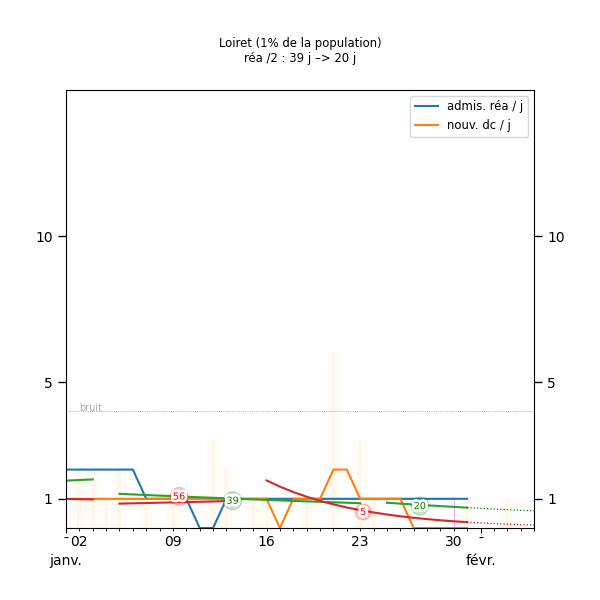 Loiret (1% de la population)
réa /2 : 39 j –> 20 j
admis. réa / j
nouv. dc / j
10 10
5 5
bruit
56 39 20
5
1 1
02 09 16 23 30
janv. févr.